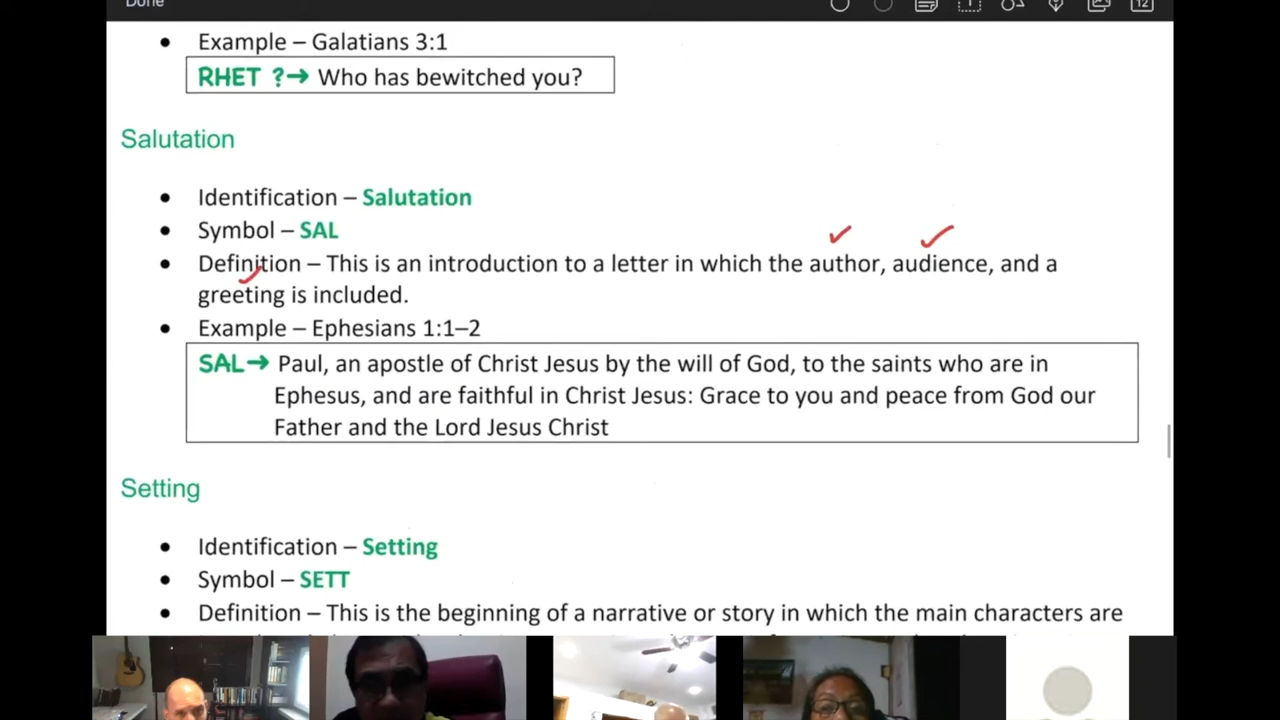 Done
12
• Example – Galatians 3:1
RHET ?→ Who has bewitched you?
Salutation
• Identification – Salutation
• Symbol – SAL
• Definition – This is an introduction to a letter in which the author, audience, and a
greeting is included.
• Example – Ephesians 1:1–2
SAL→ Paul, an apostle of Christ Jesus by the will of God, to the saints who are in
Ephesus, and are faithful in Christ Jesus: Grace to you and peace from God our
Father and the Lord Jesus Christ
Setting
• Identification – Setting
• Symbol – SETT
• Definition – This is the beginning of a narrative or story in which the main characters are